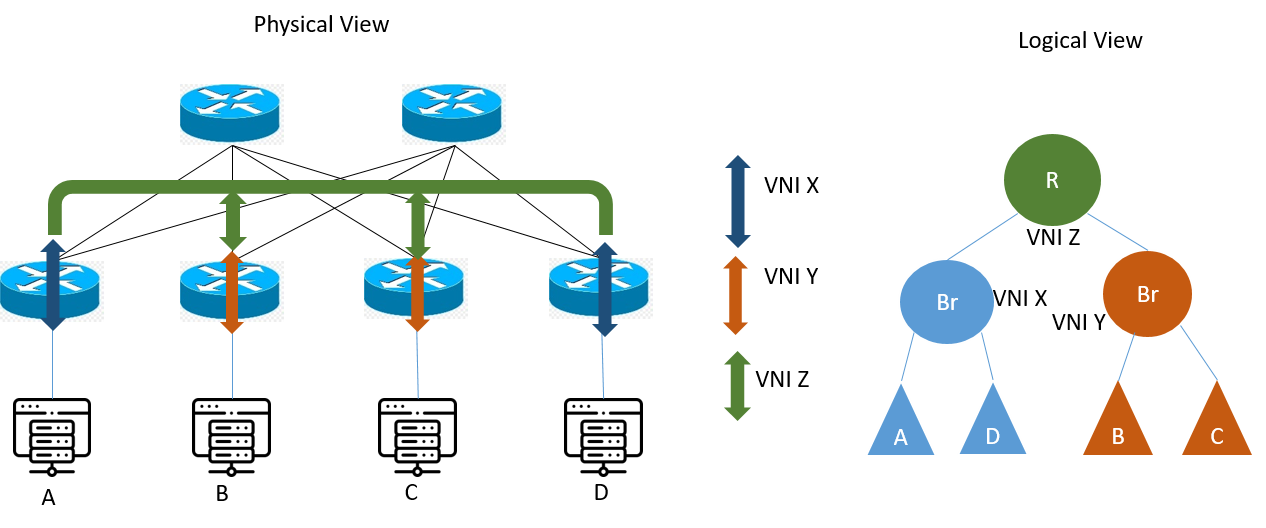 Physical View
Logical View
VNI X
VNI Y
VNI Z
A
B
C
D
R
VNI Z
Br
VNI X
Br
VNI Y
A
D
B
C